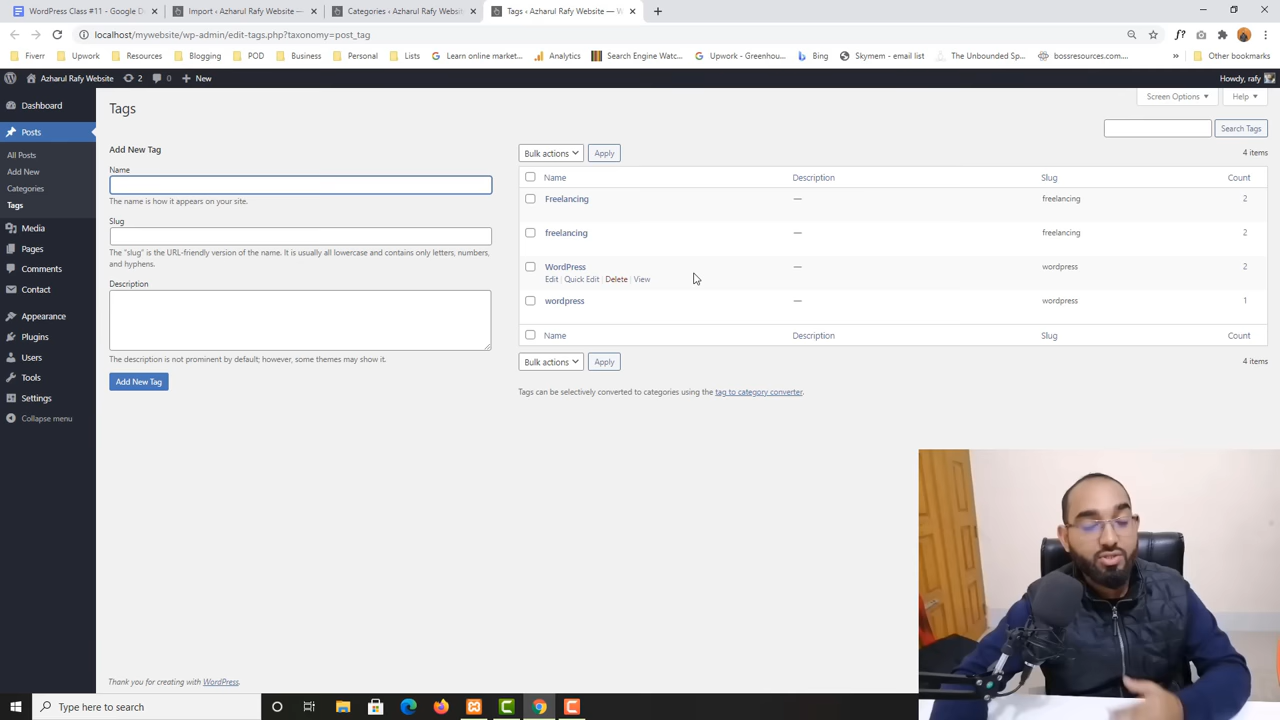 WordPress Class #11 - Google D
Import ‹ Azharul Rafy Website —
Categories ‹ Azharul Rafy Website
Tags ‹ Azharul Rafy Website — W
localhost/mywebsite/wp-admin/edit-tags.php?taxonomy=post_tag
Fiverr
Upwork
Resources
Blogging
POD
Business
Personal
Lists
Learn online market...
Analytics
Search Engine Watc...
Upwork - Greenhou...
Skymem - email list
The Unbounded Sp...
bossresources.com...
Other bookmarks
Azharul Rafy Website
2
0
New
Howdy, rafy
Dashboard
Posts
All Posts
Add New
Categories
Tags
Media
Pages
Comments
Contact
Appearance
Plugins
Users
Tools
Settings
Collapse menu
Tags
Screen Options
Help
Search Tags
Add New Tag
Name
The name is how it appears on your site.
Slug
The “slug” is the URL-friendly version of the name. It is usually all lowercase and contains only letters, numbers,
and hyphens.
Description
The description is not prominent by default; however, some themes may show it.
Add New Tag
Bulk actions
Apply
4 items
Name Description Slug Count
Freelancing — freelancing 2
freelancing — freelancing 2
WordPress — wordpress 2
Edit | Quick Edit | Delete | View
wordpress — wordpress 1
Name Description Slug Count
Bulk actions
Apply
4 items
Tags can be selectively converted to categories using the tag to category converter.
Thank you for creating with WordPress.
Type here to search